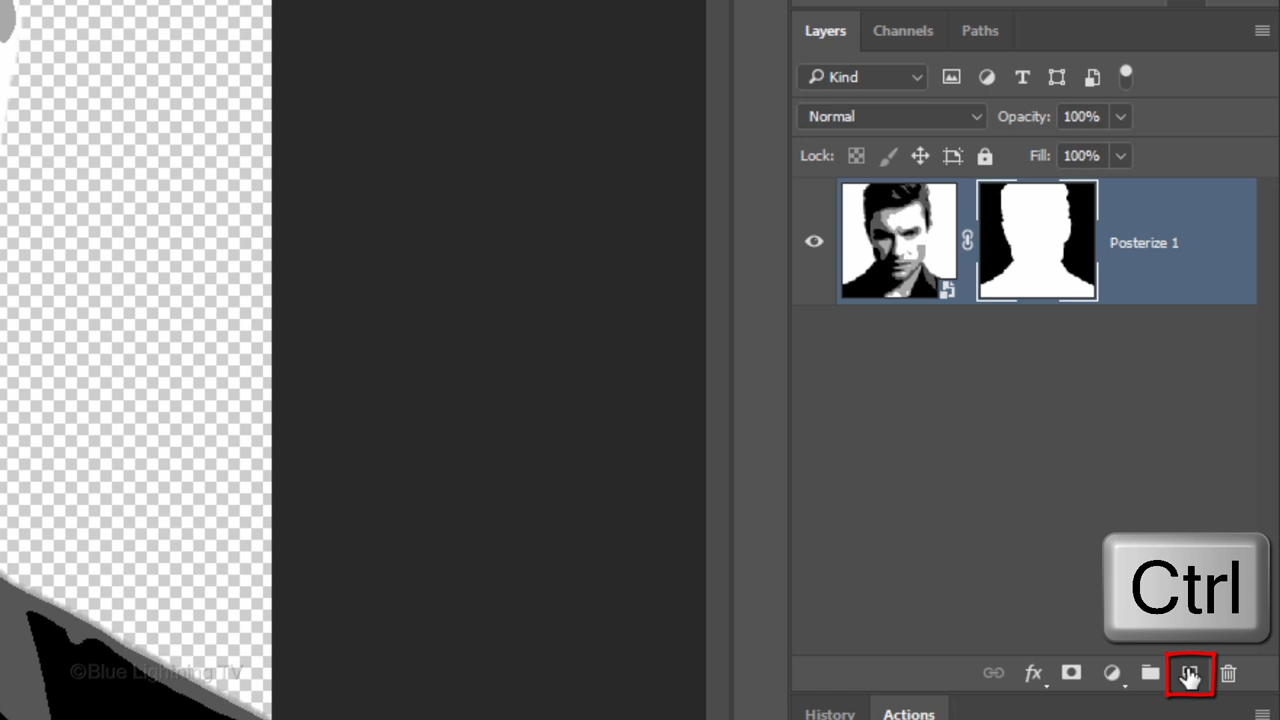 Layers Channels Paths
Kind
T
Normal Opacity: 100%
Lock: Fill: 100%
Posterize 1
Ctrl
fx
©Blue Lightning TV
History Actions